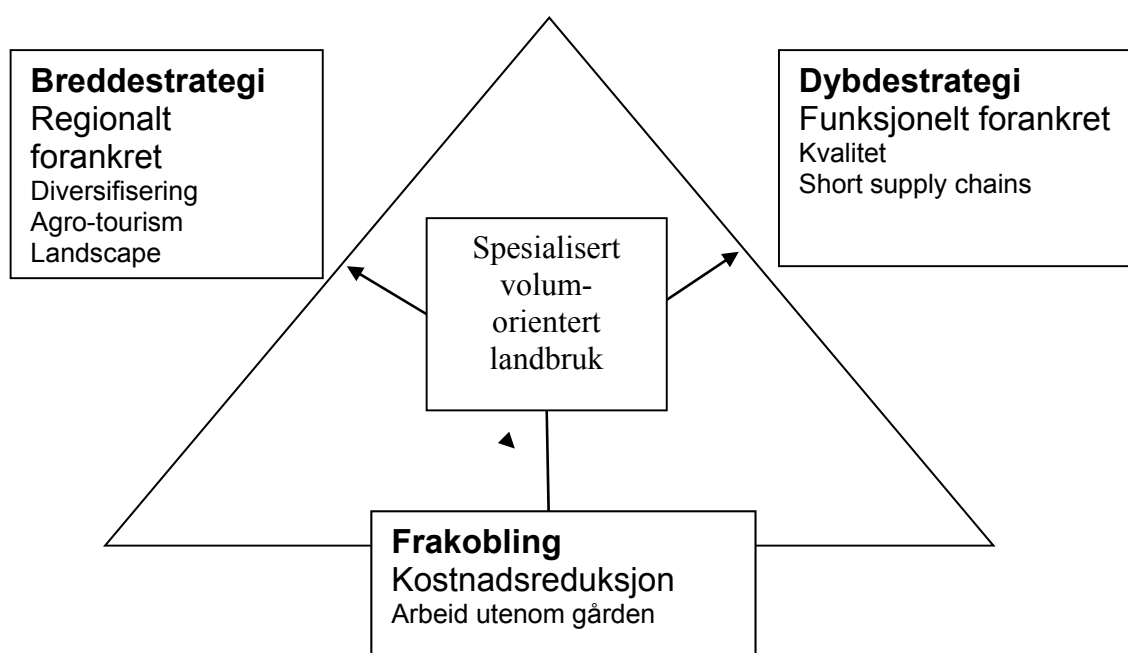 Breddestrategi
Regionalt
forankret
Diversifisering
Agro-tourism
Landscape
Dybdestrategi
Funksjonelt forankret
Kvalitet
Short supply chains
Spesialisert
volum-
orientert
landbruk
Frakobling
Kostnadsreduksjon
Arbeid utenom gården